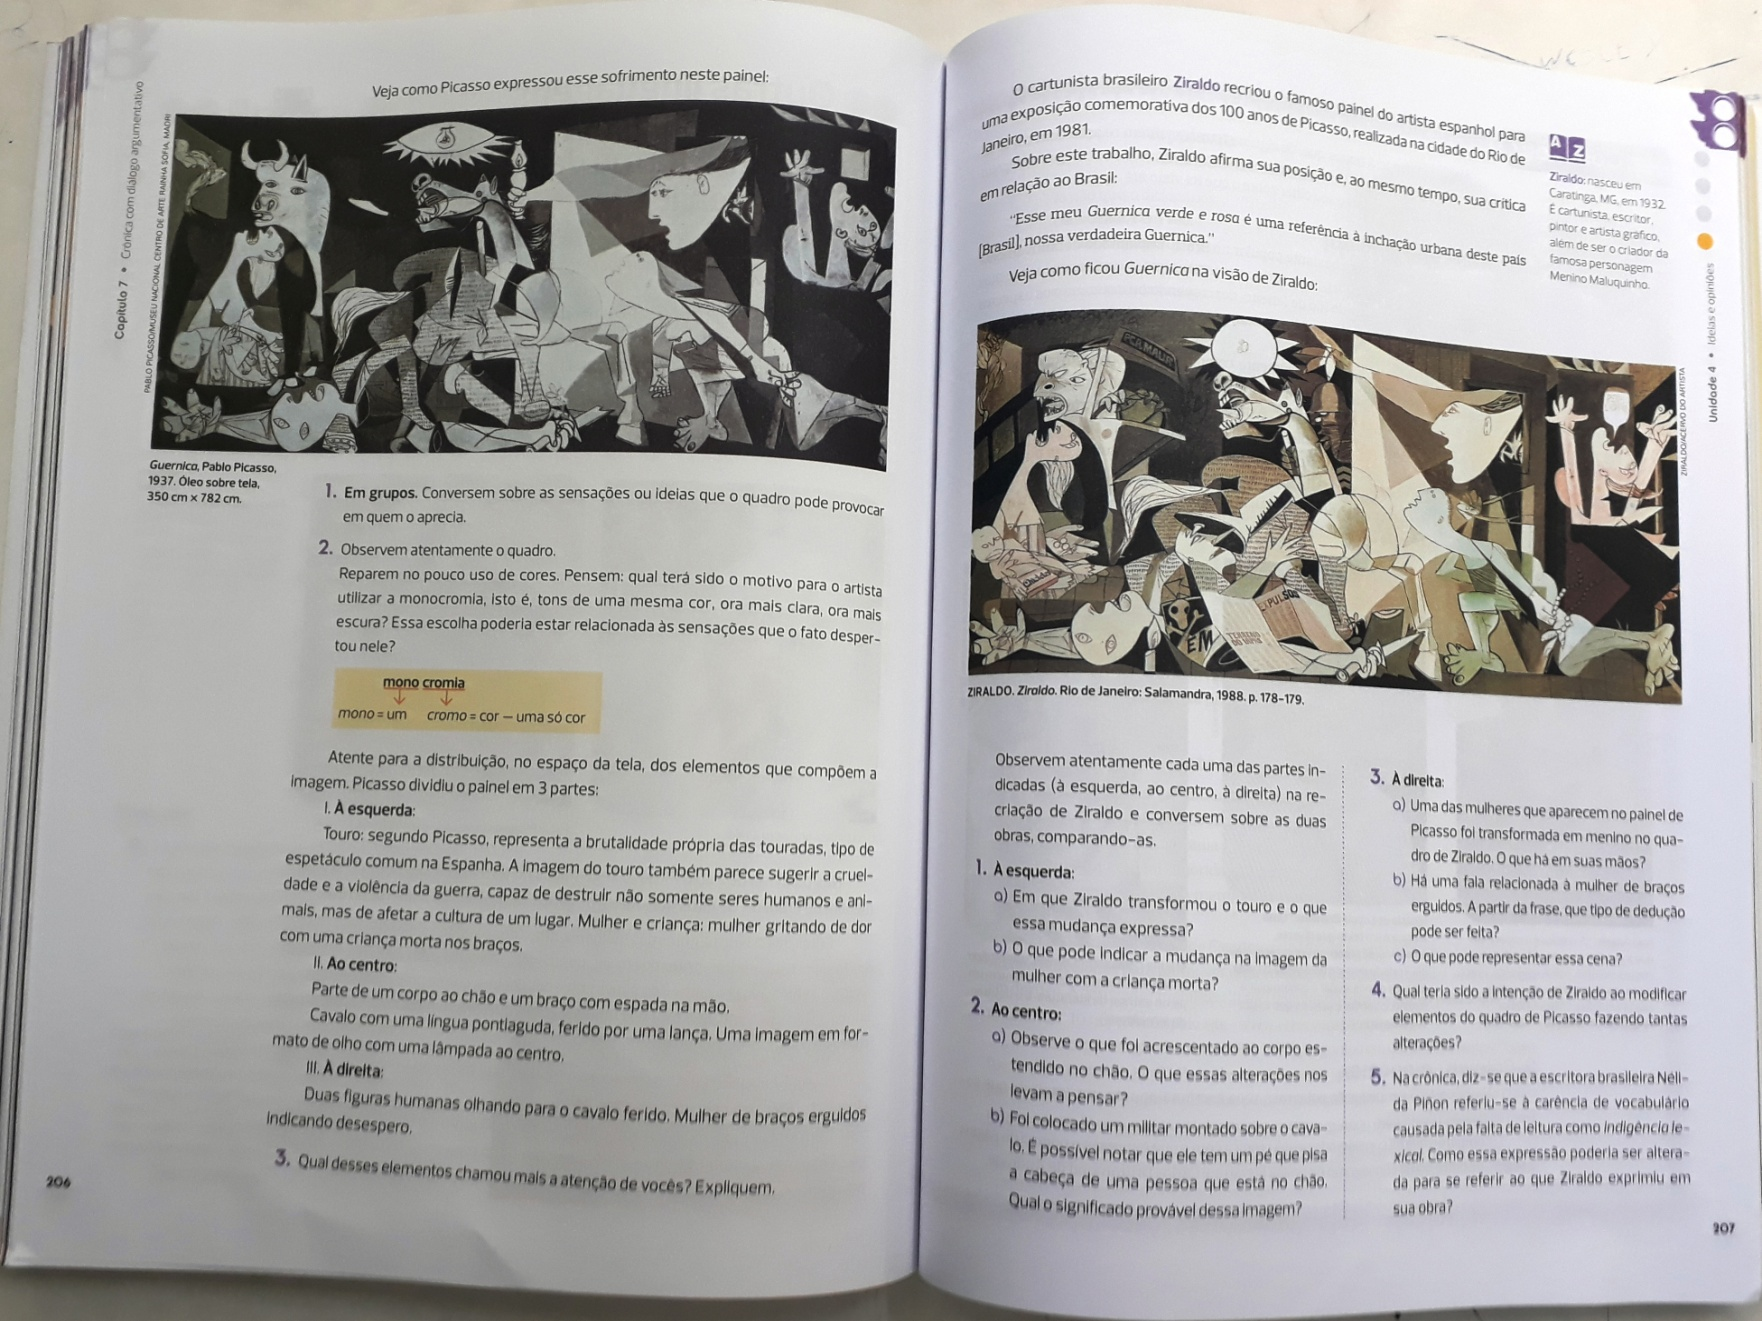 Capítulo 7 • Crônica com diálogo argumentativo
Veja como Picasso expressou esse sofrimento neste painel:
PABLO PICASSO/MUSEU NACIONAL CENTRO DE ARTE RAINHA SOFIA, MADRI
Guernica, Pablo Picasso,
1937. Óleo sobre tela,
350 cm × 782 cm.
1. Em grupos. Conversem sobre as sensações ou ideias que o quadro pode provocar
em quem o aprecia.
2. Observem atentamente o quadro.
Reparem no pouco uso de cores. Pensem: qual terá sido o motivo para o artista
utilizar a monocromia, isto é, tons de uma mesma cor, ora mais clara, ora mais
escura? Essa escolha poderia estar relacionada às sensações que o fato desper-
tou nele?
mono cromia
mono = um cromo = cor — uma só cor
Atente para a distribuição, no espaço da tela, dos elementos que compõem a
imagem. Picasso dividiu o painel em 3 partes:
I. À esquerda:
Touro: segundo Picasso, representa a brutalidade própria das touradas, tipo de
espetáculo comum na Espanha. A imagem do touro também parece sugerir a cruel-
dade e a violência da guerra, capaz de destruir não somente seres humanos e ani-
mais, mas de afetar a cultura de um lugar. Mulher e criança: mulher gritando de dor
com uma criança morta nos braços.
II. Ao centro:
Parte de um corpo ao chão e um braço com espada na mão.
Cavalo com uma língua pontiaguda, ferido por uma lança. Uma imagem em for-
mato de olho com uma lâmpada ao centro.
III. À direita:
Duas figuras humanas olhando para o cavalo ferido. Mulher de braços erguidos
indicando desespero.
3. Qual desses elementos chamou mais a atenção de vocês? Expliquem.
206
O cartunista brasileiro Ziraldo recriou o famoso painel do artista espanhol para
uma exposição comemorativa dos 100 anos de Picasso, realizada na cidade do Rio de
Janeiro, em 1981.
Sobre este trabalho, Ziraldo afirma sua posição e, ao mesmo tempo, sua crítica
em relação ao Brasil:
"Esse meu Guernica verde e rosa é uma referência à inchação urbana deste país
[Brasil], nossa verdadeira Guernica."
Veja como ficou Guernica na visão de Ziraldo:
A Z
Ziraldo: nasceu em
Caratinga, MG, em 1932.
É cartunista, escritor,
pintor e artista gráfico,
além de ser o criador da
famosa personagem
Menino Maluquinho.
Unidade 4 • Ideias e opiniões
EXPULSOS
EM
ZIRALDO/ACERVO DO ARTISTA
ZIRALDO. Ziraldo. Rio de Janeiro: Salamandra, 1988. p. 178-179.
Observem atentamente cada uma das partes in-
dicadas (à esquerda, ao centro, à direita) na re-
criação de Ziraldo e conversem sobre as duas
obras, comparando-as.
1. À esquerda:
a) Em que Ziraldo transformou o touro e o que
essa mudança expressa?
b) O que pode indicar a mudança na imagem da
mulher com a criança morta?
2. Ao centro:
a) Observe o que foi acrescentado ao corpo es-
tendido no chão. O que essas alterações nos
levam a pensar?
b) Foi colocado um militar montado sobre o cava-
lo. É possível notar que ele tem um pé que pisa
a cabeça de uma pessoa que está no chão.
Qual o significado provável dessa imagem?
3. À direita:
a) Uma das mulheres que aparecem no painel de
Picasso foi transformada em menino no qua-
dro de Ziraldo. O que há em suas mãos?
b) Há uma fala relacionada à mulher de braços
erguidos. A partir da frase, que tipo de dedução
pode ser feita?
c) O que pode representar essa cena?
4. Qual teria sido a intenção de Ziraldo ao modificar
elementos do quadro de Picasso fazendo tantas
alterações?
5. Na crônica, diz-se que a escritora brasileira Néli-
da Piñon referiu-se à carência de vocabulário
causada pela falta de leitura como indigência le-
xical. Como essa expressão poderia ser altera-
da para se referir ao que Ziraldo exprimiu em
sua obra?
207